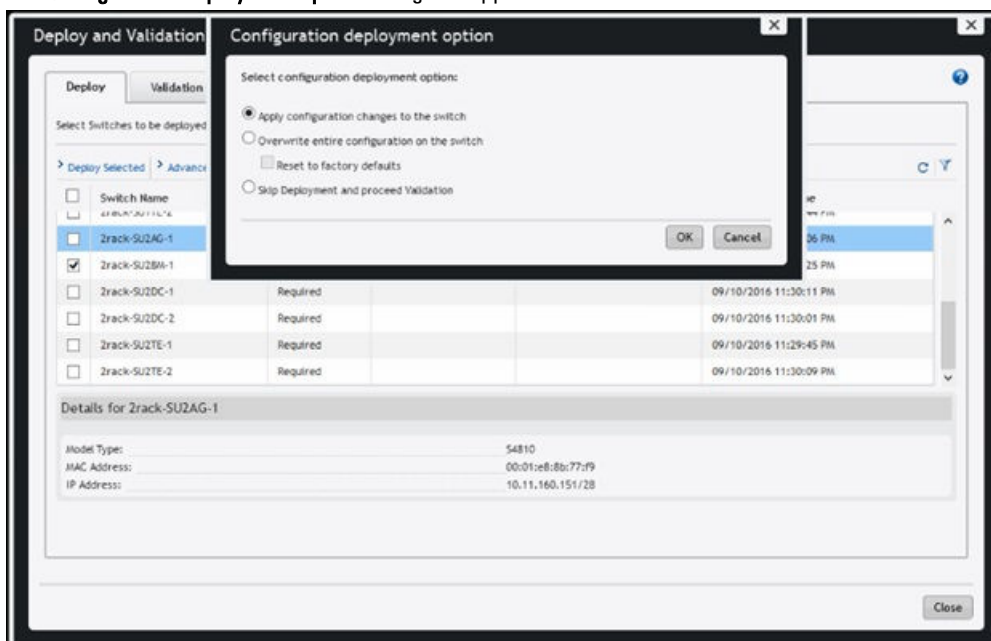 Deploy and Validation
Configuration deployment option
Select configuration deployment option:
Apply configuration changes to the switch
Overwrite entire configuration on the switch
Reset to factory defaults
Skip Deployment and proceed Validation
OK Cancel
Deploy Validation
Select Switches to be deployed
> Deploy Selected > Advance
Switch Name
2rack-SU2AG-1 06 PM
2rack-SU2BM-1 25 PM
2rack-SU2DC-1 Required 09/10/2016 11:30:11 PM
2rack-SU2DC-2 Required 09/10/2016 11:30:01 PM
2rack-SU2TE-1 Required 09/10/2016 11:29:45 PM
2rack-SU2TE-2 Required 09/10/2016 11:30:09 PM
Details for 2rack-SU2AG-1
Model Type: S4810
MAC Address: 00:01:e8:8b:77:f9
IP Address: 10.11.160.151/28
Close